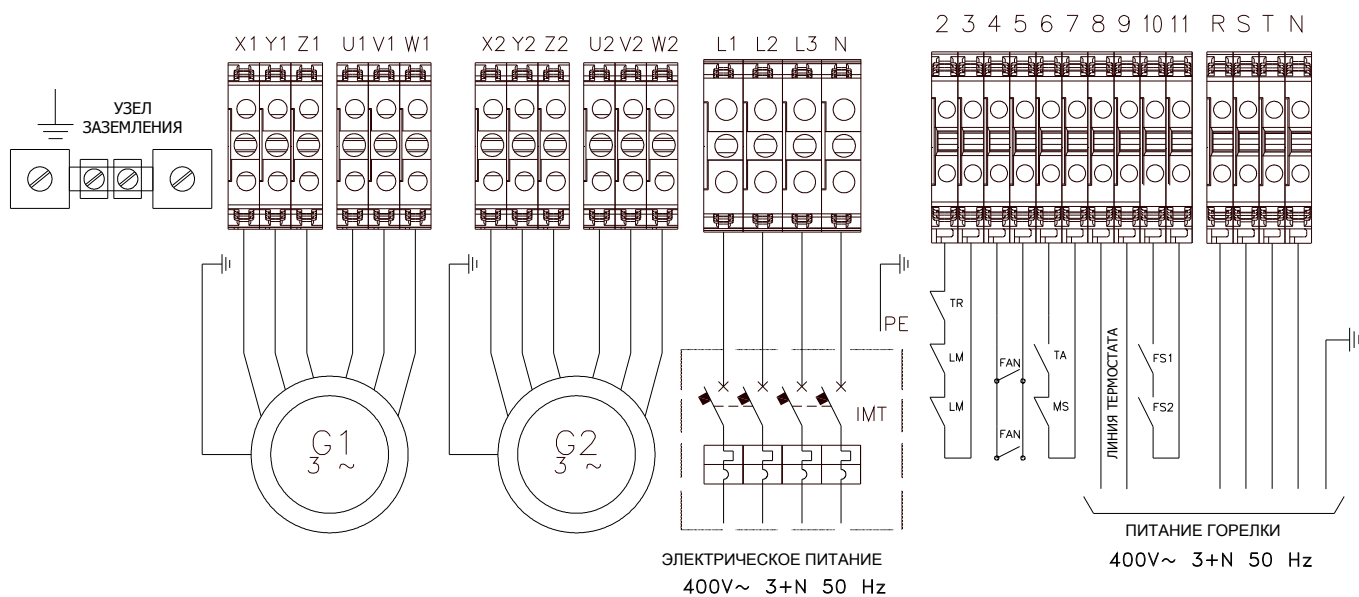 2 3 4 5 6 7 8 9 10 11 R S T N
X1 Y1 Z1 U1 V1 W1 X2 Y2 Z2 U2 V2 W2 L1 L2 L3 N
УЗЕЛ
ЗАЗЕМЛЕНИЯ
PE
TR
LM
LM
FAN
FAN
TA
MS
ЛИНИЯ ТЕРМОСТАТА
FS1
FS2
IMT
G1
3 ~
G2
3 ~
ПИТАНИЕ ГОРЕЛКИ
400V~ 3+N 50 Hz
ЭЛЕКТРИЧЕСКОЕ ПИТАНИЕ
400V~ 3+N 50 Hz